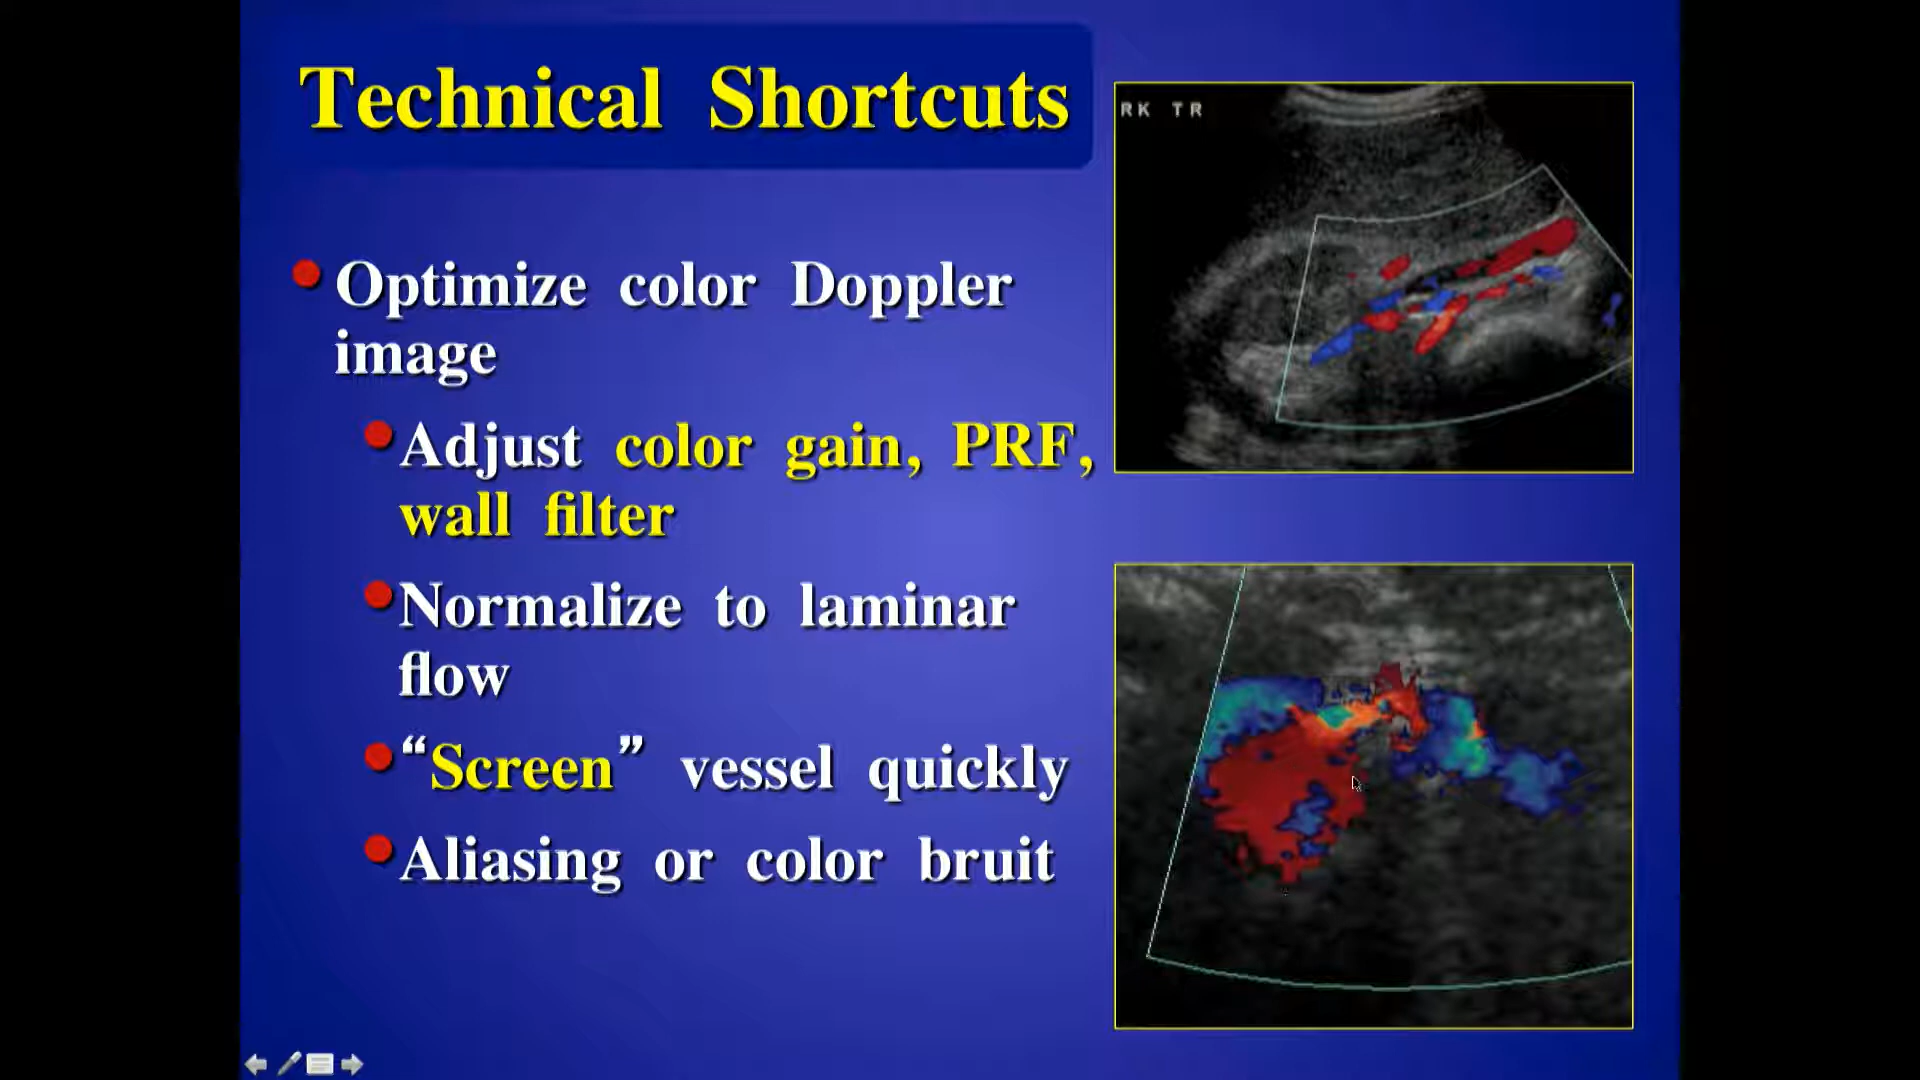 Technical Shortcuts
RK TR
Optimize color Doppler
image
Adjust color gain, PRF,
wall filter
Normalize to laminar
flow
“Screen” vessel quickly
Aliasing or color bruit